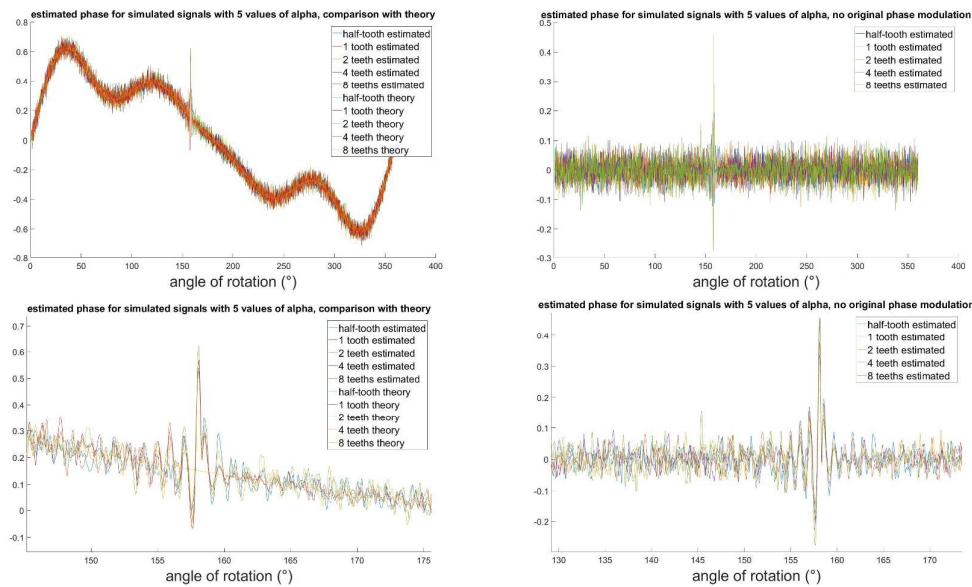 estimated phase for simulated signals with 5 values of alpha, comparison with theory
0.8
0.6
0.4
0.2
0
-0.2
-0.4
-0.6
-0.8
half-tooth estimated
1 tooth estimated
2 teeth estimated
4 teeth estimated
8 teeths estimated
half-tooth theory
1 tooth theory
2 teeth theory
4 teeth theory
8 teeths theory
0 50 100 150 200 250 300 350 400
angle of rotation (°)
estimated phase for simulated signals with 5 values of alpha, no original phase modulation
0.5
0.4
0.3
0.2
0.1
0
-0.1
-0.2
-0.3
half-tooth estimated
1 tooth estimated
2 teeth estimated
4 teeth estimated
8 teeths estimated
0 50 100 150 200 250 300 350 400
angle of rotation (°)
estimated phase for simulated signals with 5 values of alpha, comparison with theory
0.7
0.6
0.5
0.4
0.3
0.2
0.1
0
-0.1
half-tooth estimated
1 tooth estimated
2 teeth estimated
4 teeth estimated
8 teeths estimated
half-tooth theory
1 tooth theory
2 teeth theory
4 teeth theory
8 teeths theory
150 155 160 165 170 175
angle of rotation (°)
estimated phase for simulated signals with 5 values of alpha, no original phase modulation
0.4
0.3
0.2
0.1
0
-0.1
-0.2
half-tooth estimated
1 tooth estimated
2 teeth estimated
4 teeth estimated
8 teeths estimated
130 135 140 145 150 155 160 165 170
angle of rotation (°)